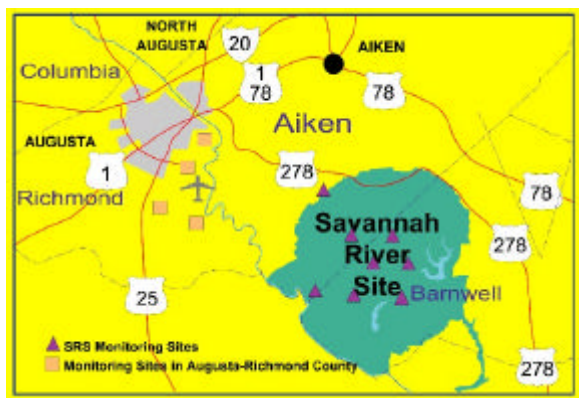 NORTH
AUGUSTA
20
AIKEN
Columbia
1
78
78
AUGUSTA
Aiken
1
278
Richmond
78
Savannah
River
Site
278
Barnwell
25
SRS Monitoring Sites
Monitoring Sites in Augusta-Richmond County
278